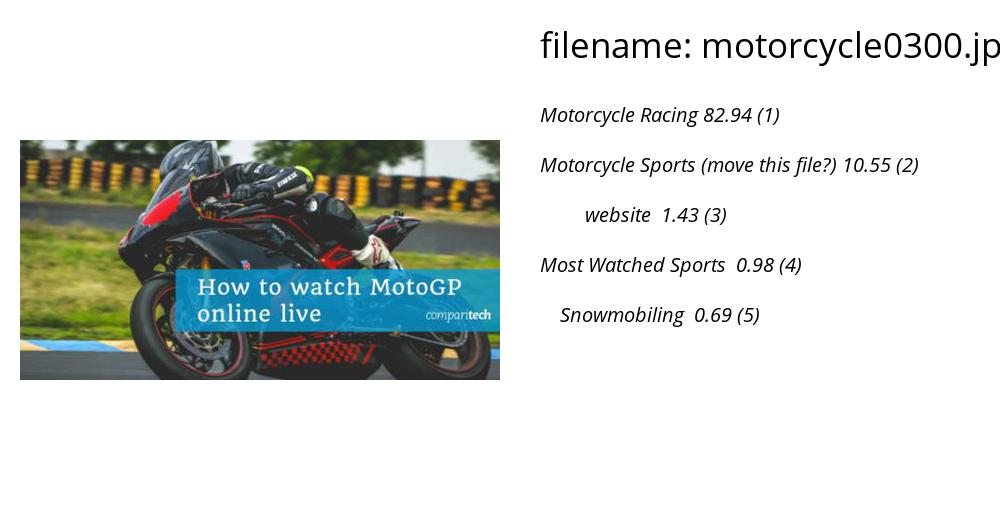 filename: motorcycle0300.jp
Motorcycle Racing 82.94 (1)
Motorcycle Sports (move this file?) 10.55 (2)
website 1.43 (3)
Most Watched Sports 0.98 (4)
Snowmobiling 0.69 (5)
How to watch MotoGP
online live
comparitech